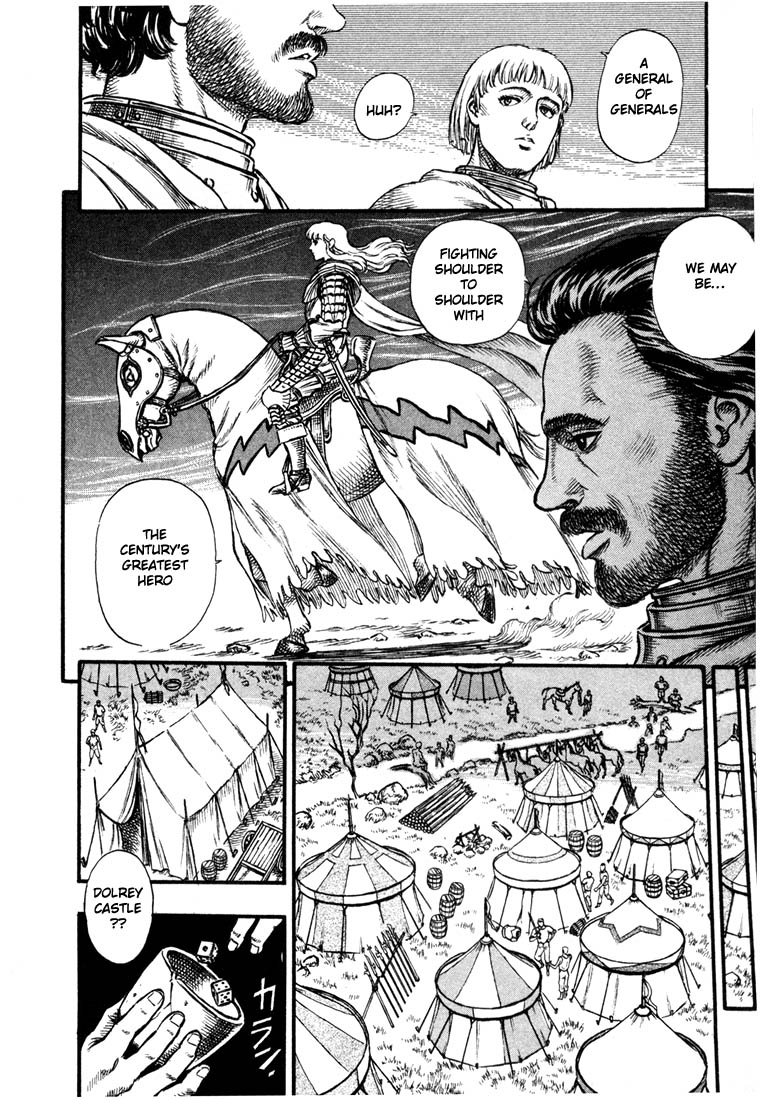 A
GENERAL
OF
GENERALS
HUH?
WE MAY
BE...
FIGHTING
SHOULDER
TO
SHOULDER
WITH
THE
CENTURY'S
GREATEST
HERO
DOLREY
CASTLE
??
カラン